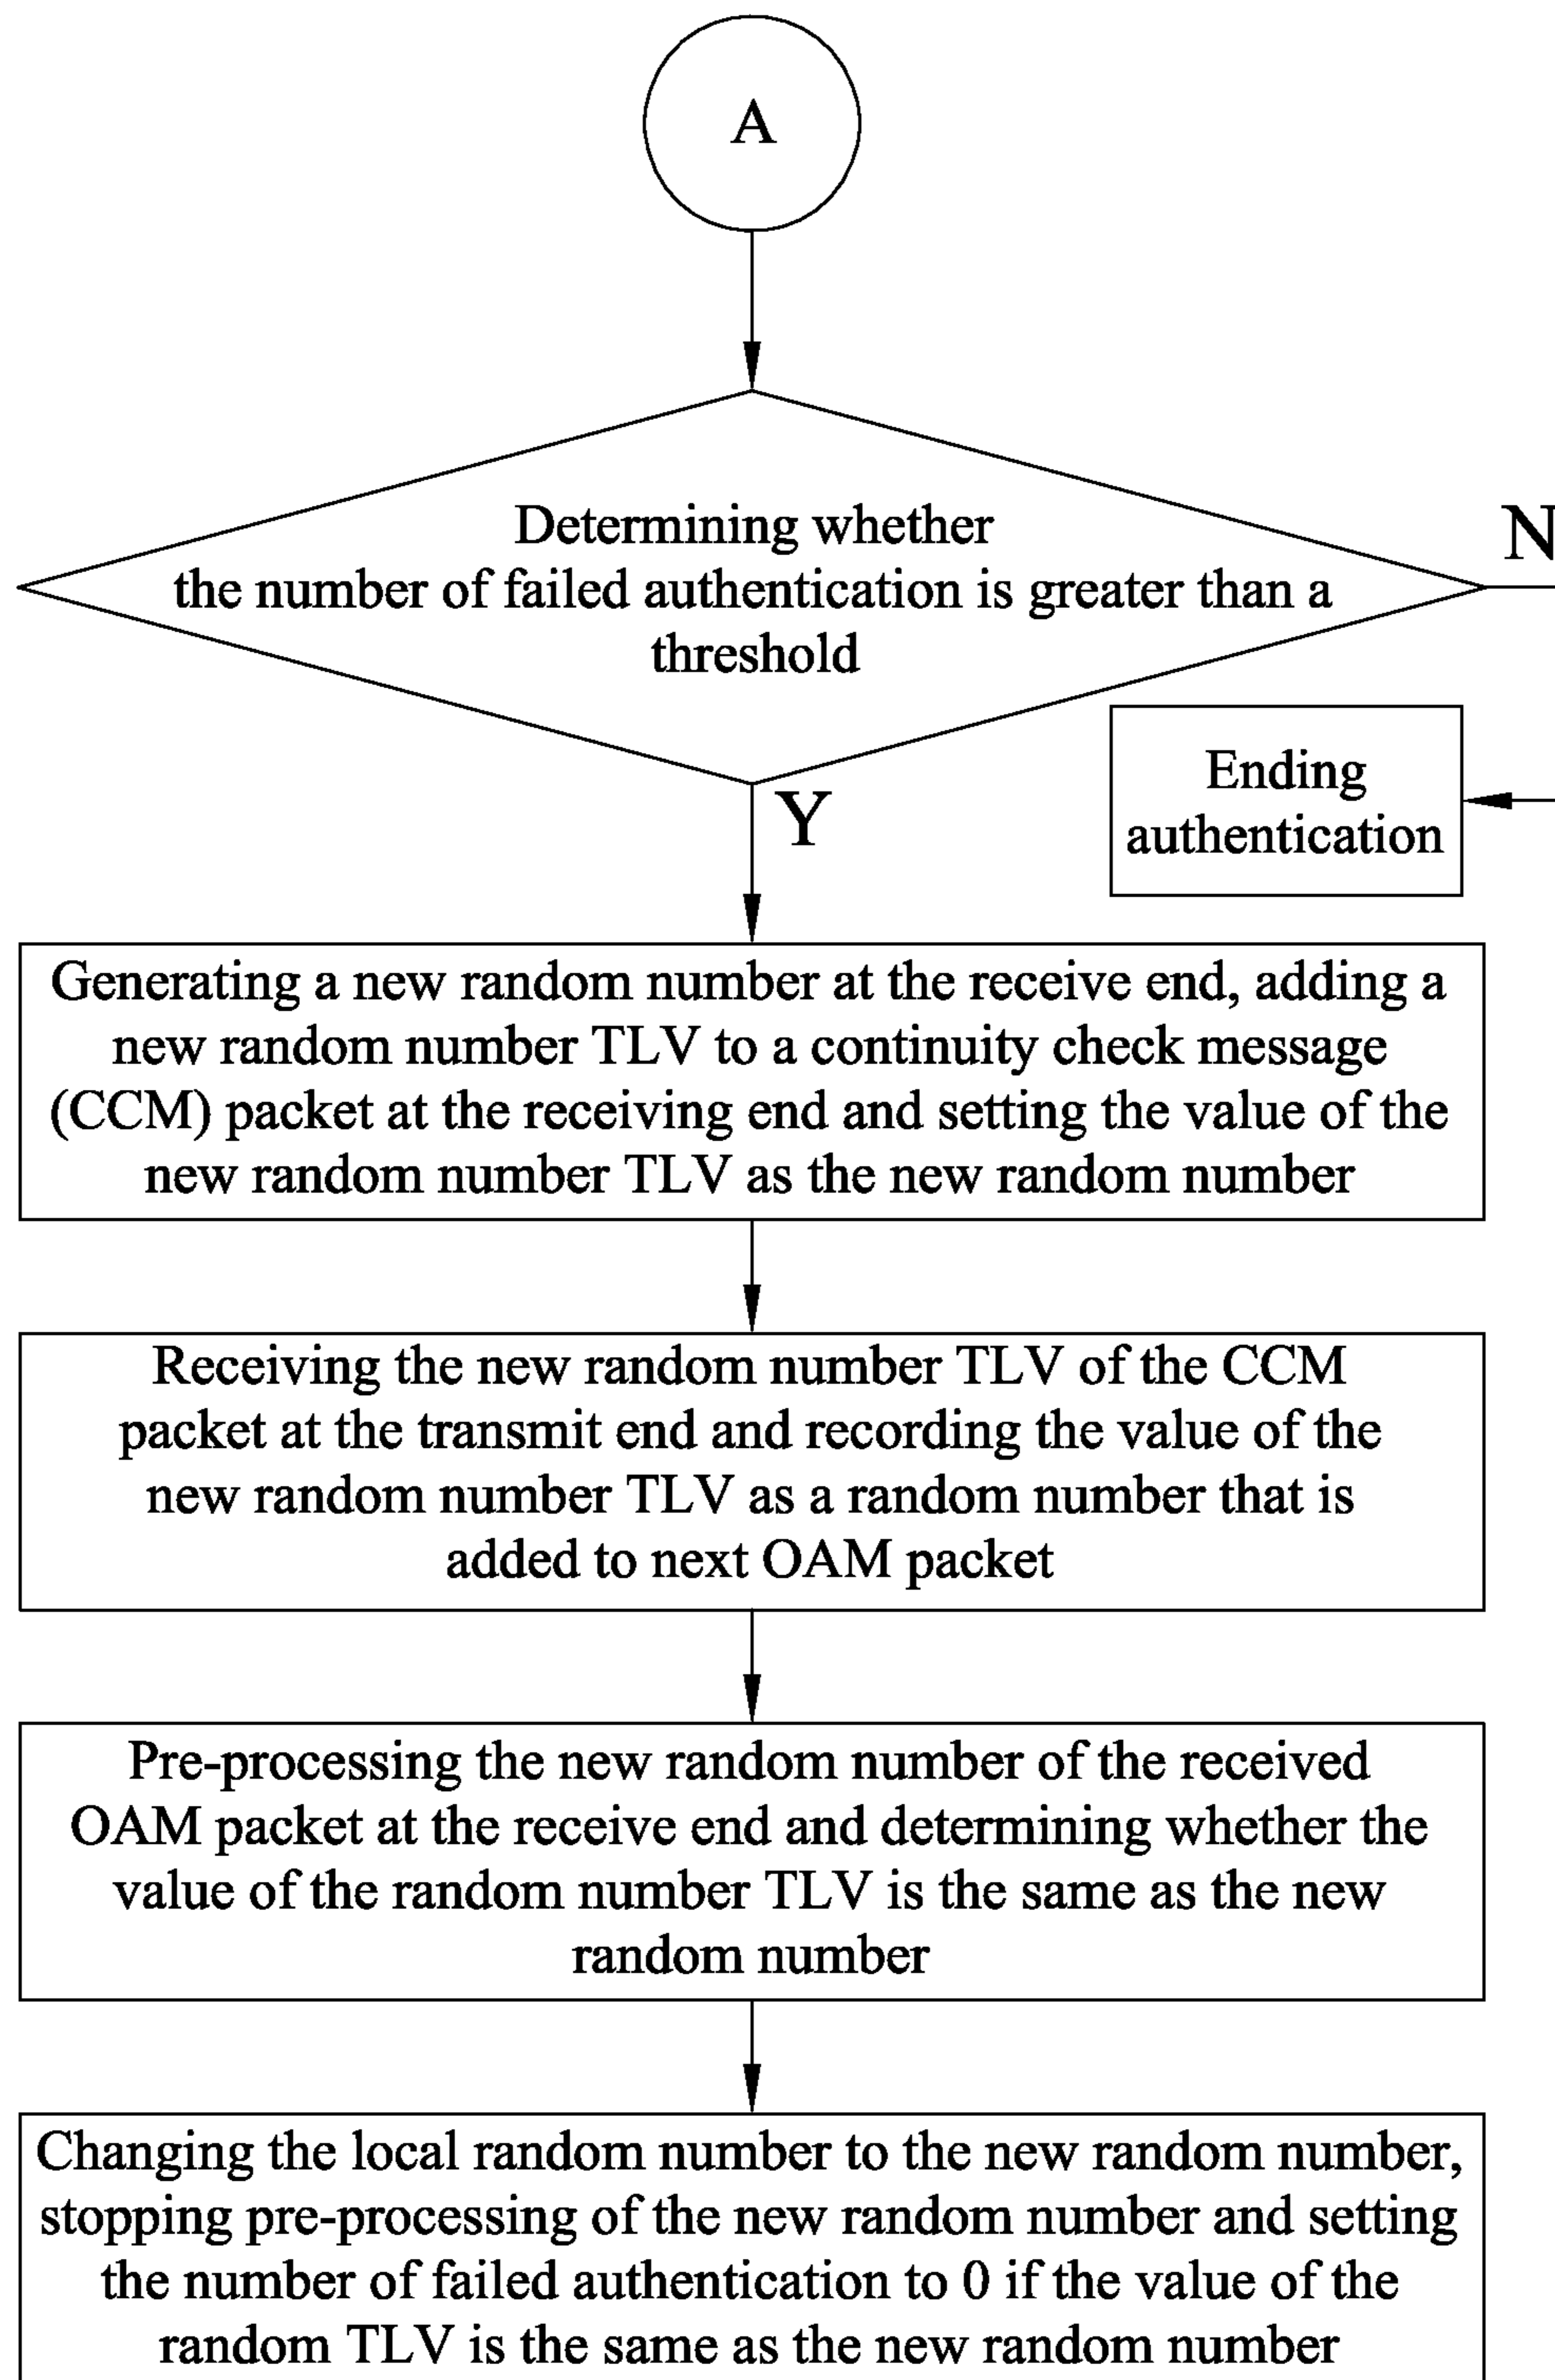 A
Determining whether
the number of failed authentication is greater than a
threshold
N
Y
Ending
authentication
Generating a new random number at the receive end, adding a
new random number TLV to a continuity check message
(CCM) packet at the receiving end and setting the value of the
new random number TLV as the new random number
Receiving the new random number TLV of the CCM
packet at the transmit end and recording the value of the
new random number TLV as a random number that is
added to next OAM packet
Pre-processing the new random number of the received
OAM packet at the receive end and determining whether the
value of the random number TLV is the same as the new
random number
Changing the local random number to the new random number,
stopping pre-processing of the new random number and setting
the number of failed authentication to 0 if the value of the
random TLV is the same as the new random number